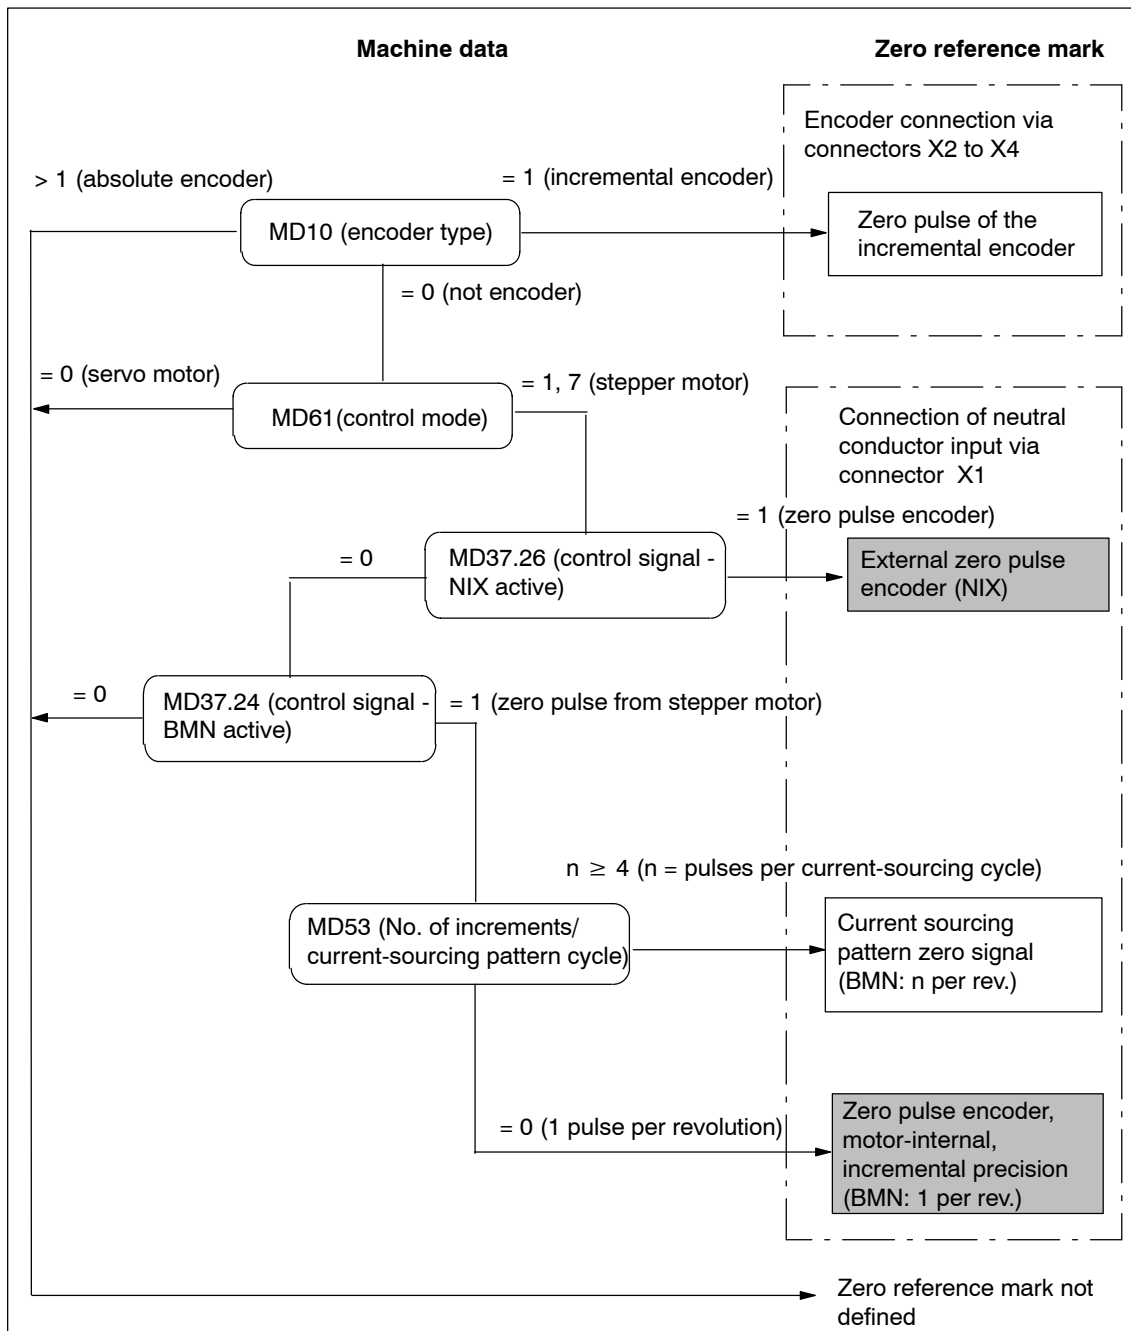 Machine data
Zero reference mark
Encoder connection via
connectors X2 to X4
> 1 (absolute encoder)
= 1 (incremental encoder)
MD10 (encoder type)
Zero pulse of the
incremental encoder
= 0 (not encoder)
= 0 (servo motor)
= 1, 7 (stepper motor)
MD61(control mode)
Connection of neutral
conductor input via
connector X1
= 1 (zero pulse encoder)
= 0
MD37.26 (control signal -
NIX active)
External zero pulse
encoder (NIX)
= 0
MD37.24 (control signal -
BMN active)
= 1 (zero pulse from stepper motor)
n ≥ 4 (n = pulses per current-sourcing cycle)
MD53 (No. of increments/
current-sourcing pattern cycle)
Current sourcing
pattern zero signal
(BMN: n per rev.)
= 0 (1 pulse per revolution)
Zero pulse encoder,
motor-internal,
incremental precision
(BMN: 1 per rev.)
Zero reference mark not
defined